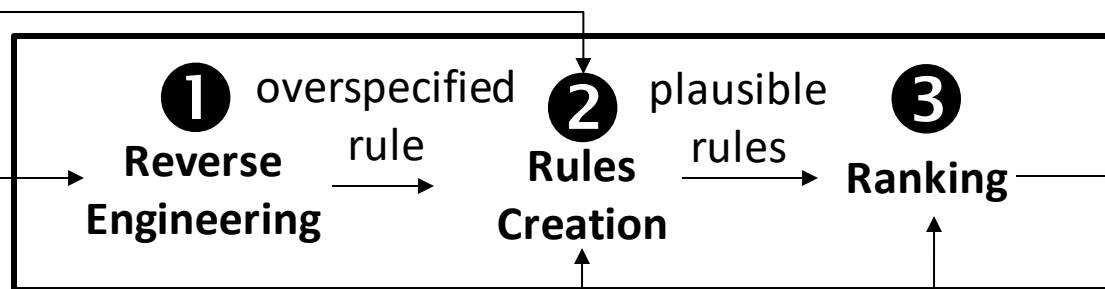 ❶
Reverse
Engineering
overspecified
rule
❷
Rules
Creation
plausible
rules
❸
Ranking